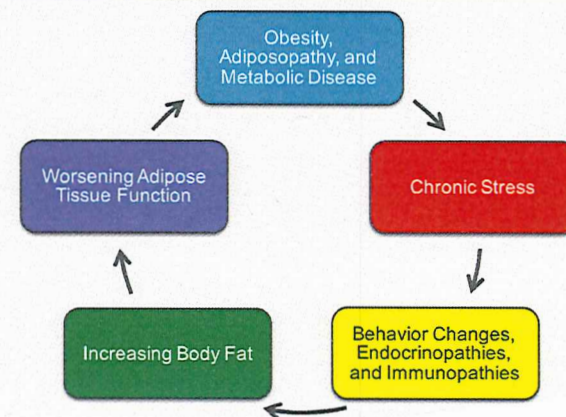 Obesity,
Adiposopathy, and
Metabolic Disease
Chronic Stress
Behavior Changes,
Endocrinopathies,
and Immunopathies
Increasing Body Fat
Worsening Adipose
Tissue Function